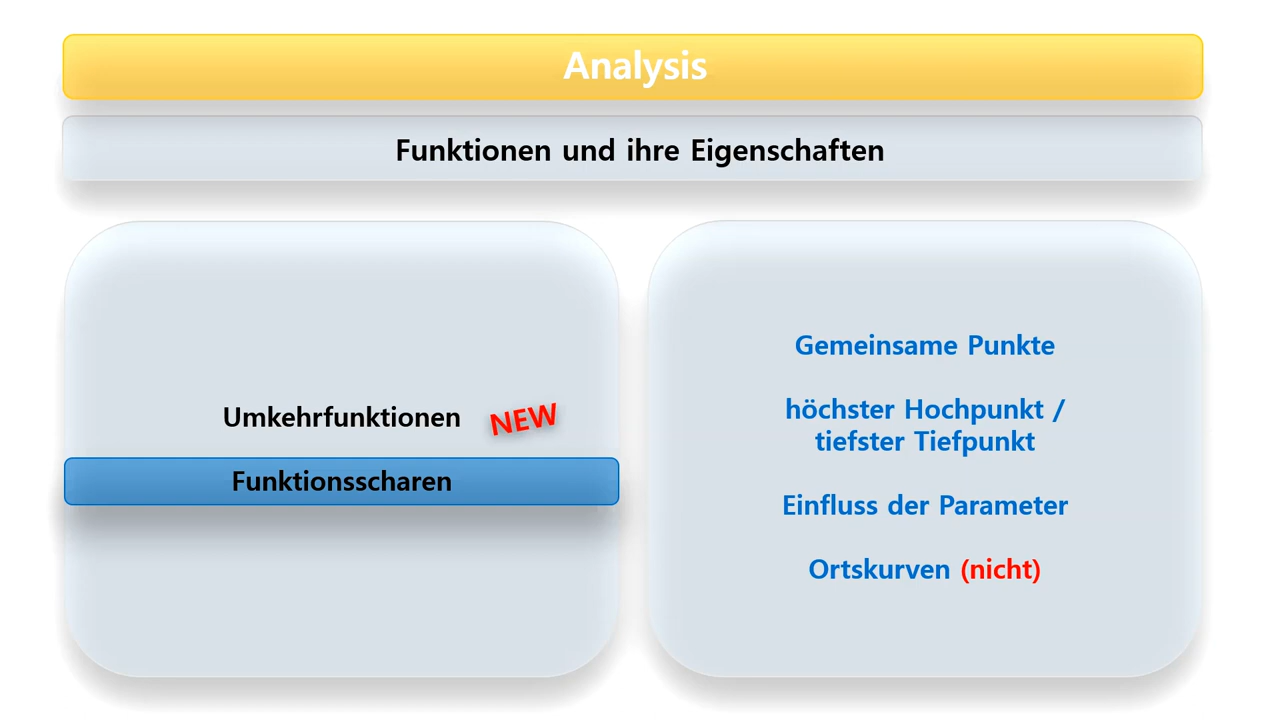 Analysis
Funktionen und ihre Eigenschaften
Umkehrfunktionen NEW
Funktionsscharen
Gemeinsame Punkte
höchster Hochpunkt /
tiefster Tiefpunkt
Einfluss der Parameter
Ortskurven (nicht)